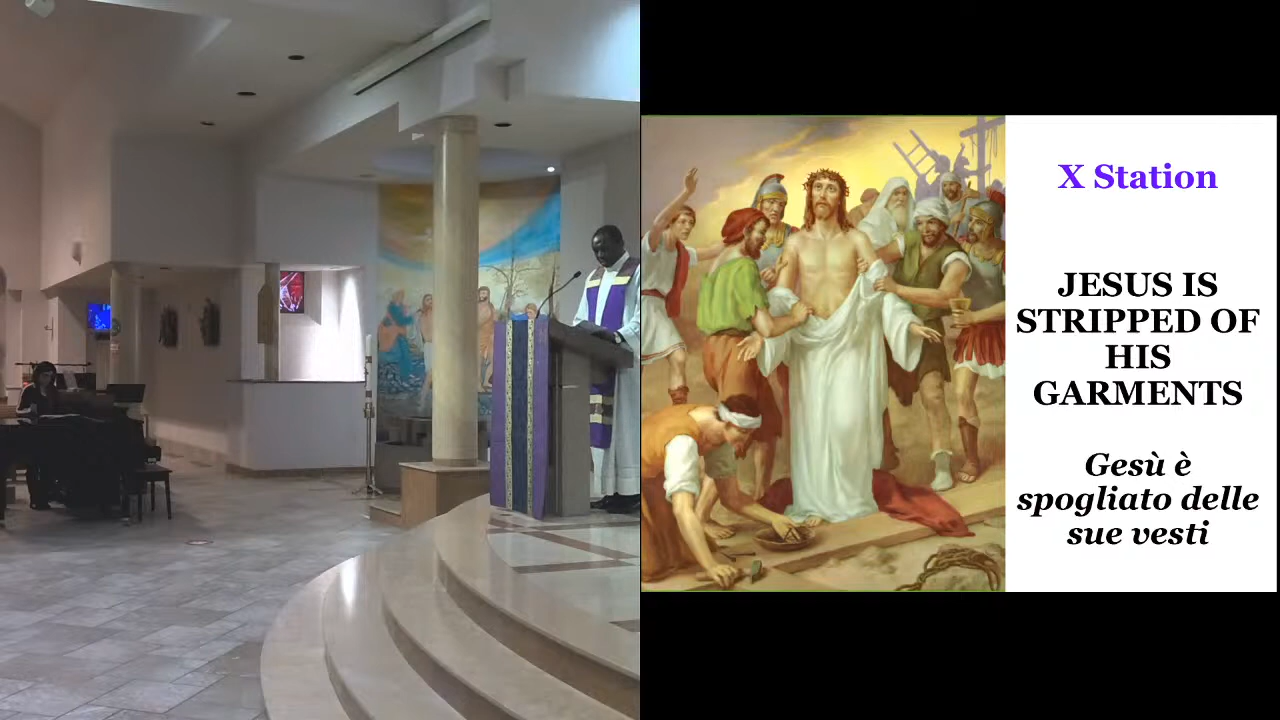 X Station
JESUS IS
STRIPPED OF
HIS
GARMENTS
Gesù è
spogliato delle
sue vesti